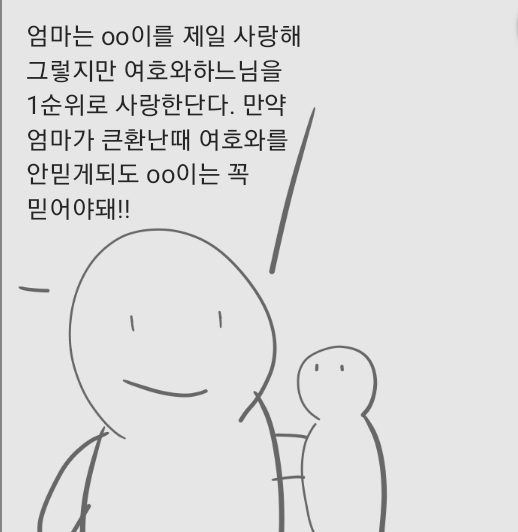 엄마는 oo이를 제일 사랑해
그렇지만 여호와하느님을
1순위로 사랑한단다. 만약
엄마가 큰환난때 여호와를
안믿게되도 oo이는 꼭
믿어야돼!!